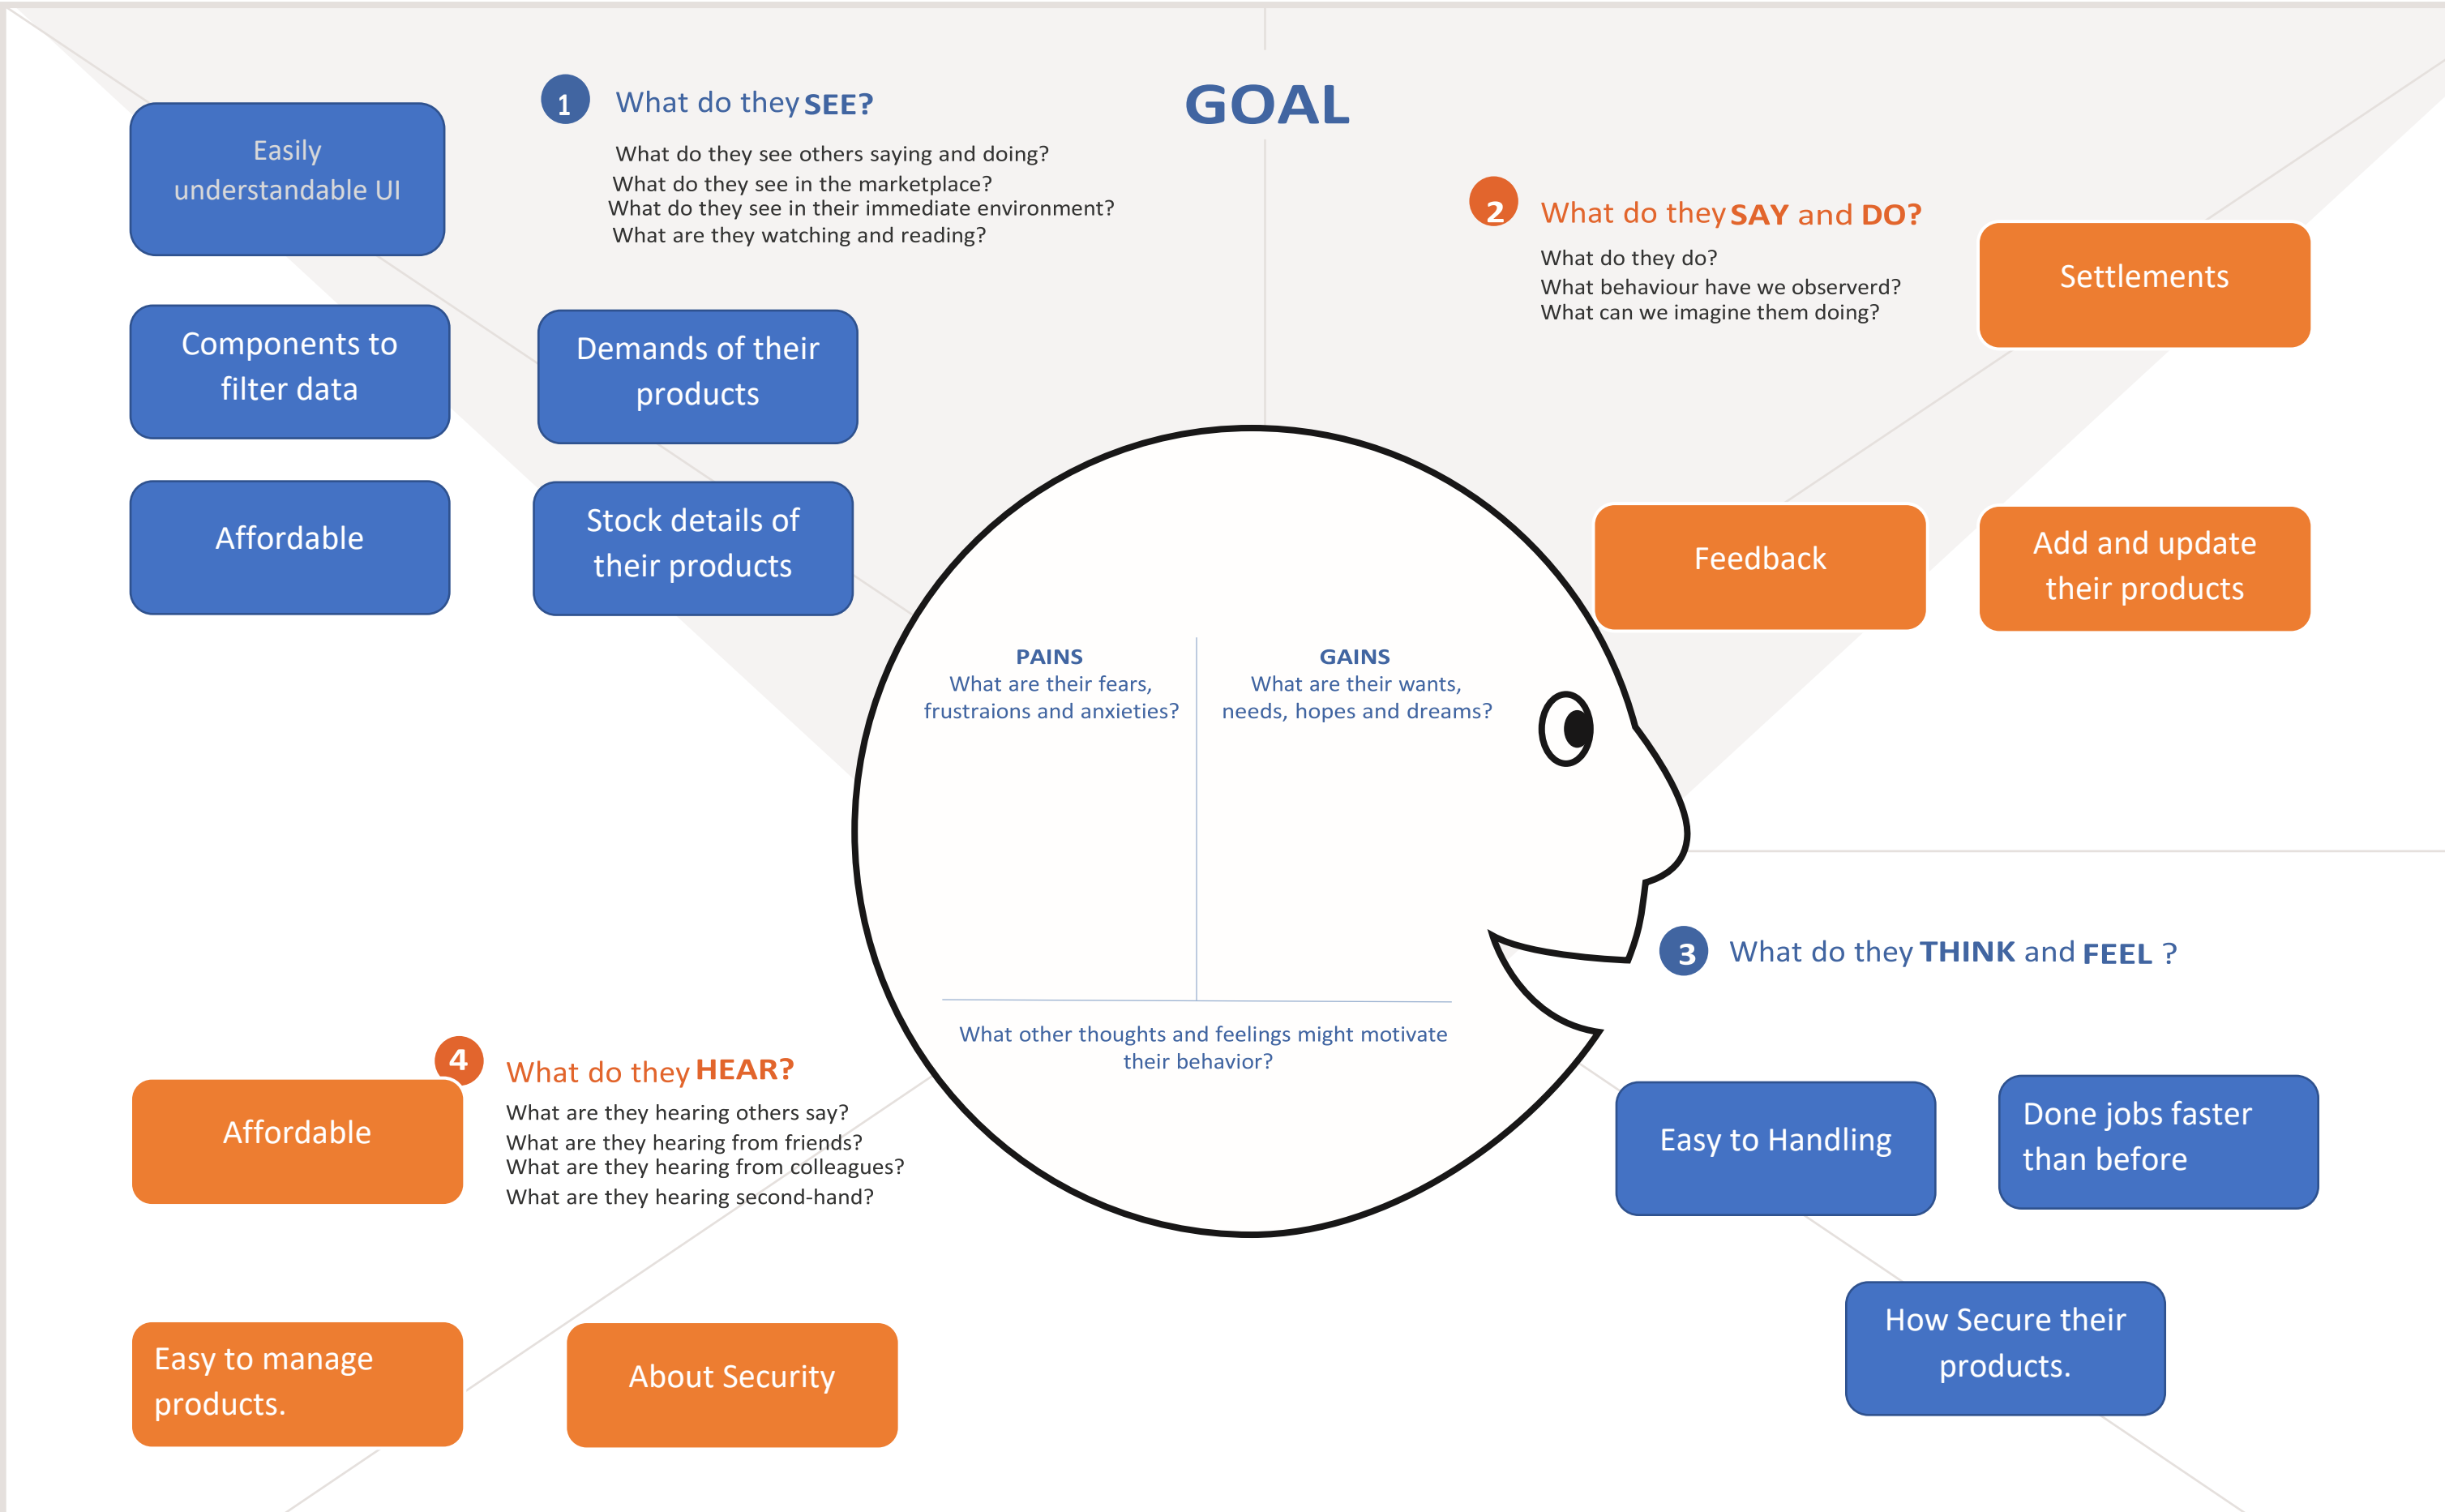 GOAL
1
What do they SEE?
What do they see others saying and doing?
What do they see in the marketplace?
What do they see in their immediate environment?
What are they watching and reading?
Easily
understandable UI
Components to
filter data
Demands of their
products
Affordable
Stock details of
their products
2
What do they SAY and DO?
What do they do?
What behaviour have we observerd?
What can we imagine them doing?
Settlements
Feedback
Add and update
their products
PAINS
What are their fears,
frustraions and anxieties?
GAINS
What are their wants,
needs, hopes and dreams?
What other thoughts and feelings might motivate
their behavior?
3
What do they THINK and FEEL ?
Easy to Handling
Done jobs faster
than before
How Secure their
products.
4
What do they HEAR?
What are they hearing others say?
What are they hearing from friends?
What are they hearing from colleagues?
What are they hearing second-hand?
Affordable
Easy to manage
products.
About Security